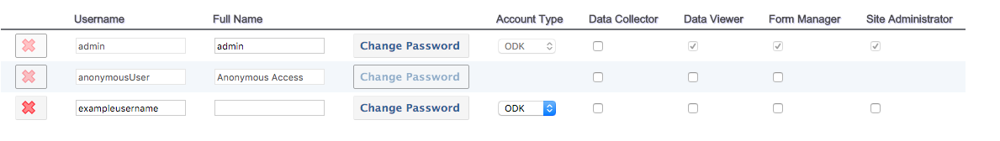 Username Full Name Account Type Data Collector Data Viewer Form Manager Site Administrator
admin admin Change Password ODK
anonymousUser Anonymous Access Change Password
exampleusername Change Password ODK